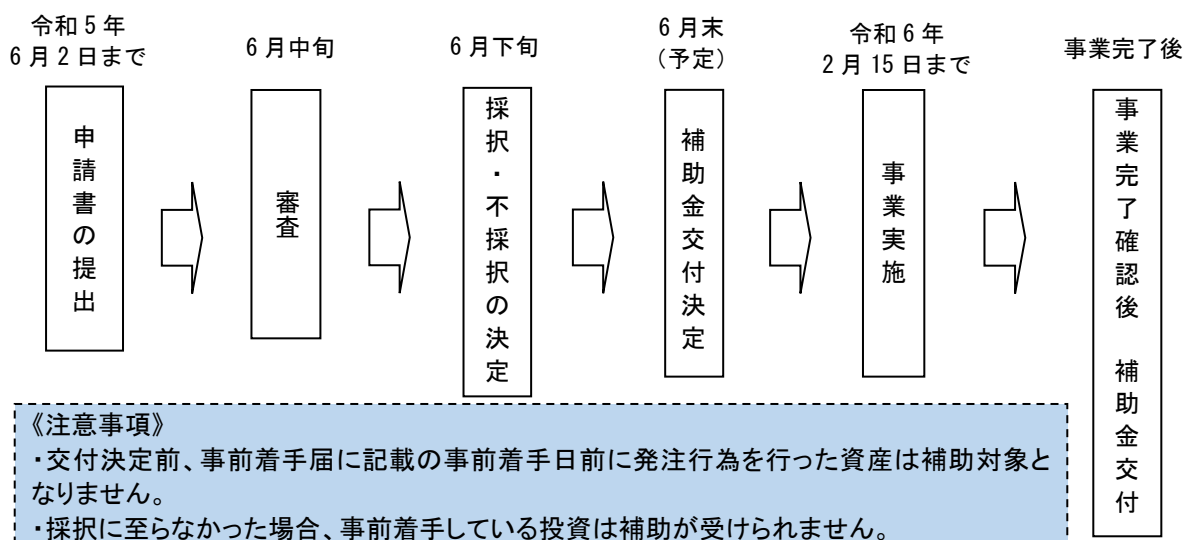 令和5年
6月2日まで
申請書の提出
6月中旬
審査
6月下旬
採択・不採択の決定
6月末
(予定)
補助金交付決定
令和6年
2月15日まで
事業実施
事業完了後
事業完了確認後　補助金交付
《注意事項》
・交付決定前、事前着手届に記載の事前着手日前に発注行為を行った資産は補助対象と
なりません。
・採択に至らなかった場合、事前着手している投資は補助が受けられません。